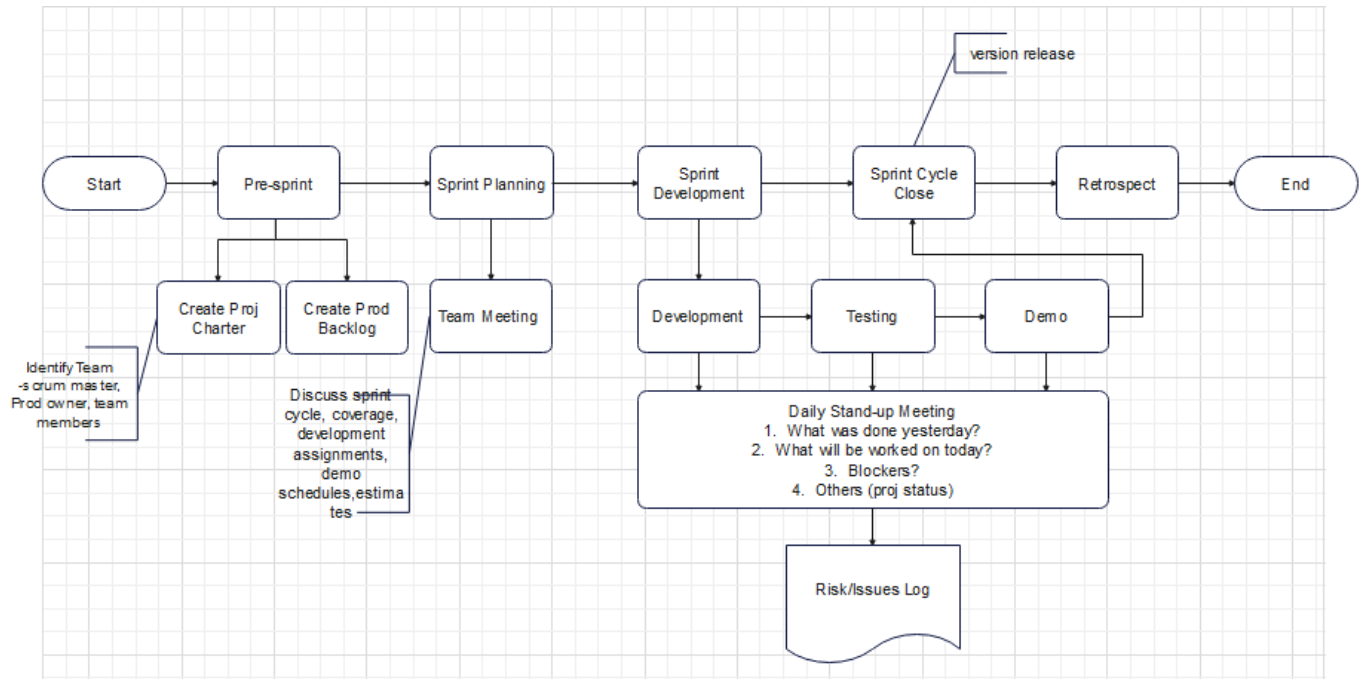 version release
Start
Pre-sprint
Sprint Planning
Sprint
Development
Sprint Cycle
Close
Retrospect
End
Create Proj
Charter
Create Prod
Backlog
Team Meeting
Development
Testing
Demo
Identify Team
-scrum master,
Prod owner, team
members
Discuss sprint
cycle, coverage,
development
assignments,
demo
schedules,estima
tes
Daily Stand-up Meeting
1. What was done yesterday?
2. What will be worked on today?
3. Blockers?
4. Others (proj status)
Risk/Issues Log